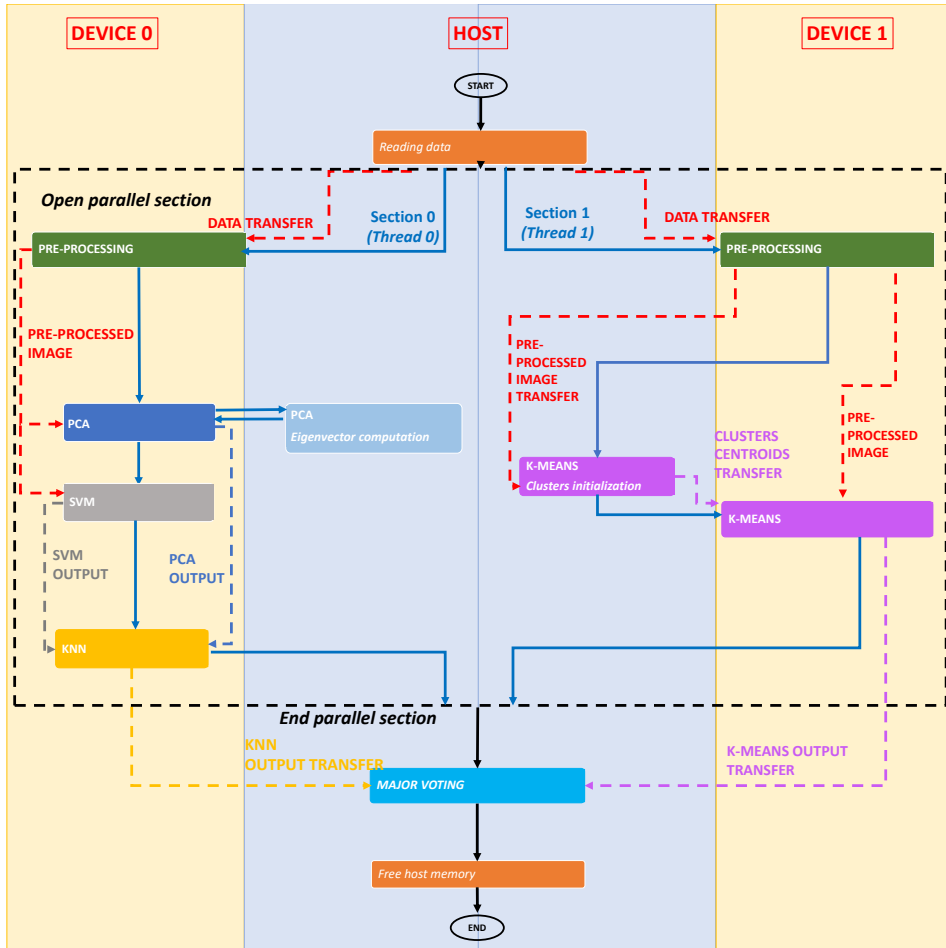 DEVICE 0
HOST
DEVICE 1
START
Reading data
Open parallel section
DATA TRANSFER
Section 0
(Thread 0)
Section 1
(Thread 1)
DATA TRANSFER
PRE-PROCESSING
PRE-PROCESSING
PRE-PROCESSED
IMAGE
PRE-
PROCESSED
IMAGE
TRANSFER
PCA
PCA
Eigenvector computation
PRE-
PROCESSED
IMAGE
CLUSTERS
CENTROIDS
TRANSFER
K-MEANS
Clusters initialization
SVM
K-MEANS
SVM
OUTPUT
PCA
OUTPUT
KNN
End parallel section
KNN
OUTPUT TRANSFER
K-MEANS OUTPUT
TRANSFER
MAJOR VOTING
Free host memory
END